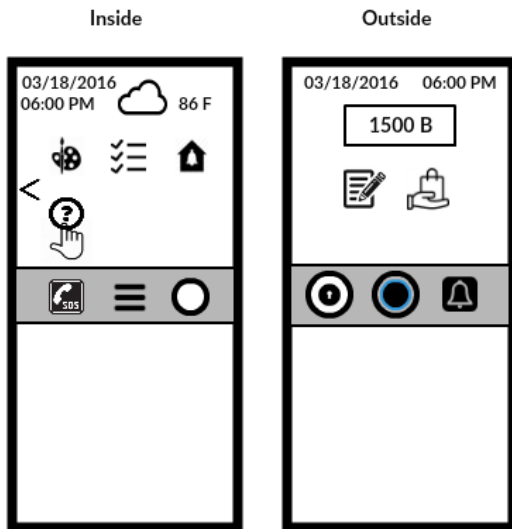 Inside
Outside
03/18/2016
06:00 PM
86 F
?
SOS
03/18/2016 06:00 PM
1500 B